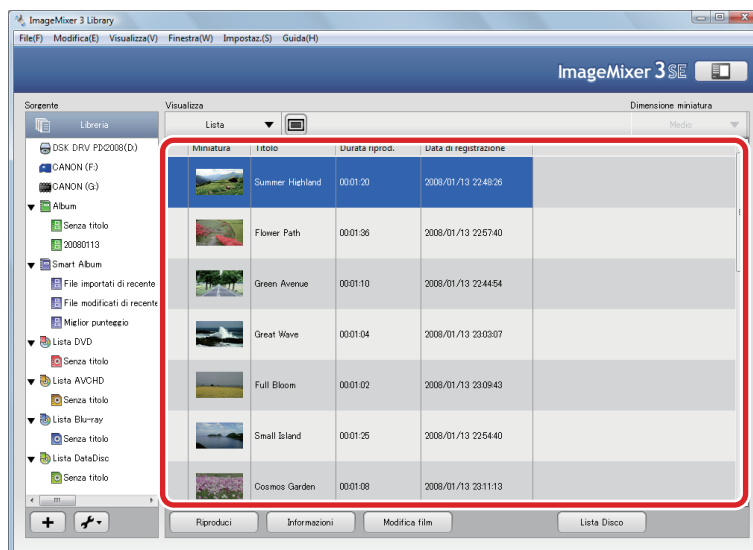 ImageMixer 3 Library
File(F) Modifica(E) Visualizza(V) Finestra(W) Impostaz.(S) Guida(H)
ImageMixer 3 SE
Sorgente
Visualizza
Dimensione miniatura
Libreria
Lista
Medio
DSK DRV PDX2008(D:)
CANON (F:)
CANON (G:)
Album
Senza titolo
20080113
Smart Album
File importati di recente
File modificati di recente
Miglior punteggio
Lista DVD
Senza titolo
Lista AVCHD
Senza titolo
Lista Blu-ray
Senza titolo
Lista DataDisc
Senza titolo
Miniatura Titolo Durata riprod. Data di registrazione
Summer Highland 00:01:20 2008/01/13 22:48:26
Flower Path 00:01:36 2008/01/13 22:57:40
Green Avenue 00:01:10 2008/01/13 22:44:54
Great Wave 00:01:04 2008/01/13 23:03:07
Full Bloom 00:01:02 2008/01/13 23:09:43
Small Island 00:01:25 2008/01/13 22:54:40
Cosmos Garden 00:01:08 2008/01/13 23:11:13
Riproduci Informazioni Modifica film Lista Disco